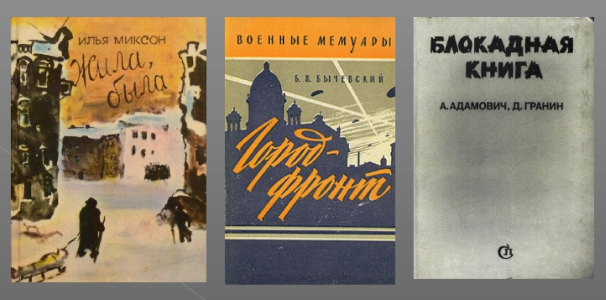 ИЛЬЯ МИКСОН
Жила,
была
ВОЕННЫЕ МЕМУАРЫ
Б. В. БЫЧЕВСКИЙ
Город-
фронт
БЛОКАДНАЯ
КНИГА
А. АДАМОВИЧ, Д. ГРАНИН